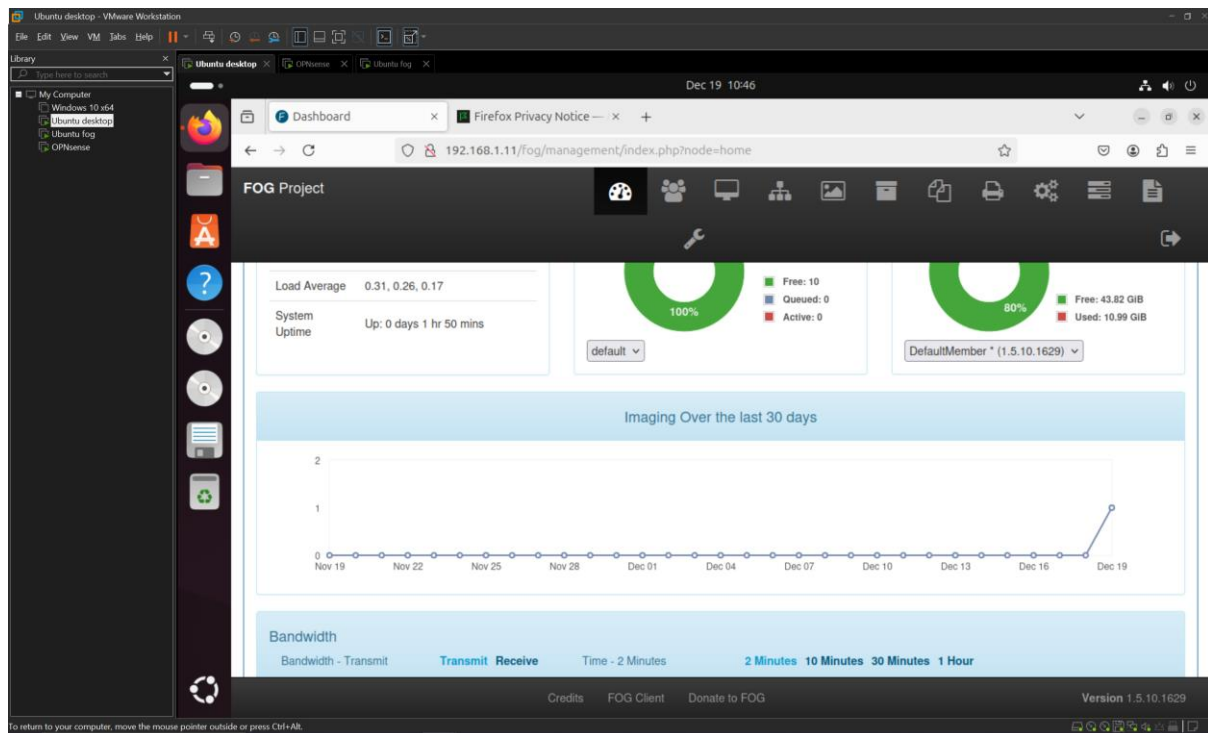 Ubuntu desktop - VMware Workstation
File Edit View VM Tabs Help
Library
Type here to search
My Computer
Windows 10 x64
Ubuntu desktop
Ubuntu fog
OPNsense
Ubuntu desktop OPNsense Ubuntu fog
Dec 19 10:46
Dashboard Firefox Privacy Notice —
192.168.1.11/fog/management/index.php?node=home
FOG Project
Load Average 0.31, 0.26, 0.17
System Uptime Up: 0 days 1 hr 50 mins
100%
Free: 10
Queued: 0
Active: 0
default
80%
Free: 43.82 GiB
Used: 10.99 GiB
DefaultMember * (1.5.10.1629)
Imaging Over the last 30 days
2
1
0
Nov 19 Nov 22 Nov 25 Nov 28 Dec 01 Dec 04 Dec 07 Dec 10 Dec 13 Dec 16 Dec 19
Bandwidth
Bandwidth - Transmit Transmit Receive Time - 2 Minutes 2 Minutes 10 Minutes 30 Minutes 1 Hour
Credits FOG Client Donate to FOG Version 1.5.10.1629
To return to your computer, move the mouse pointer outside or press Ctrl+Alt.